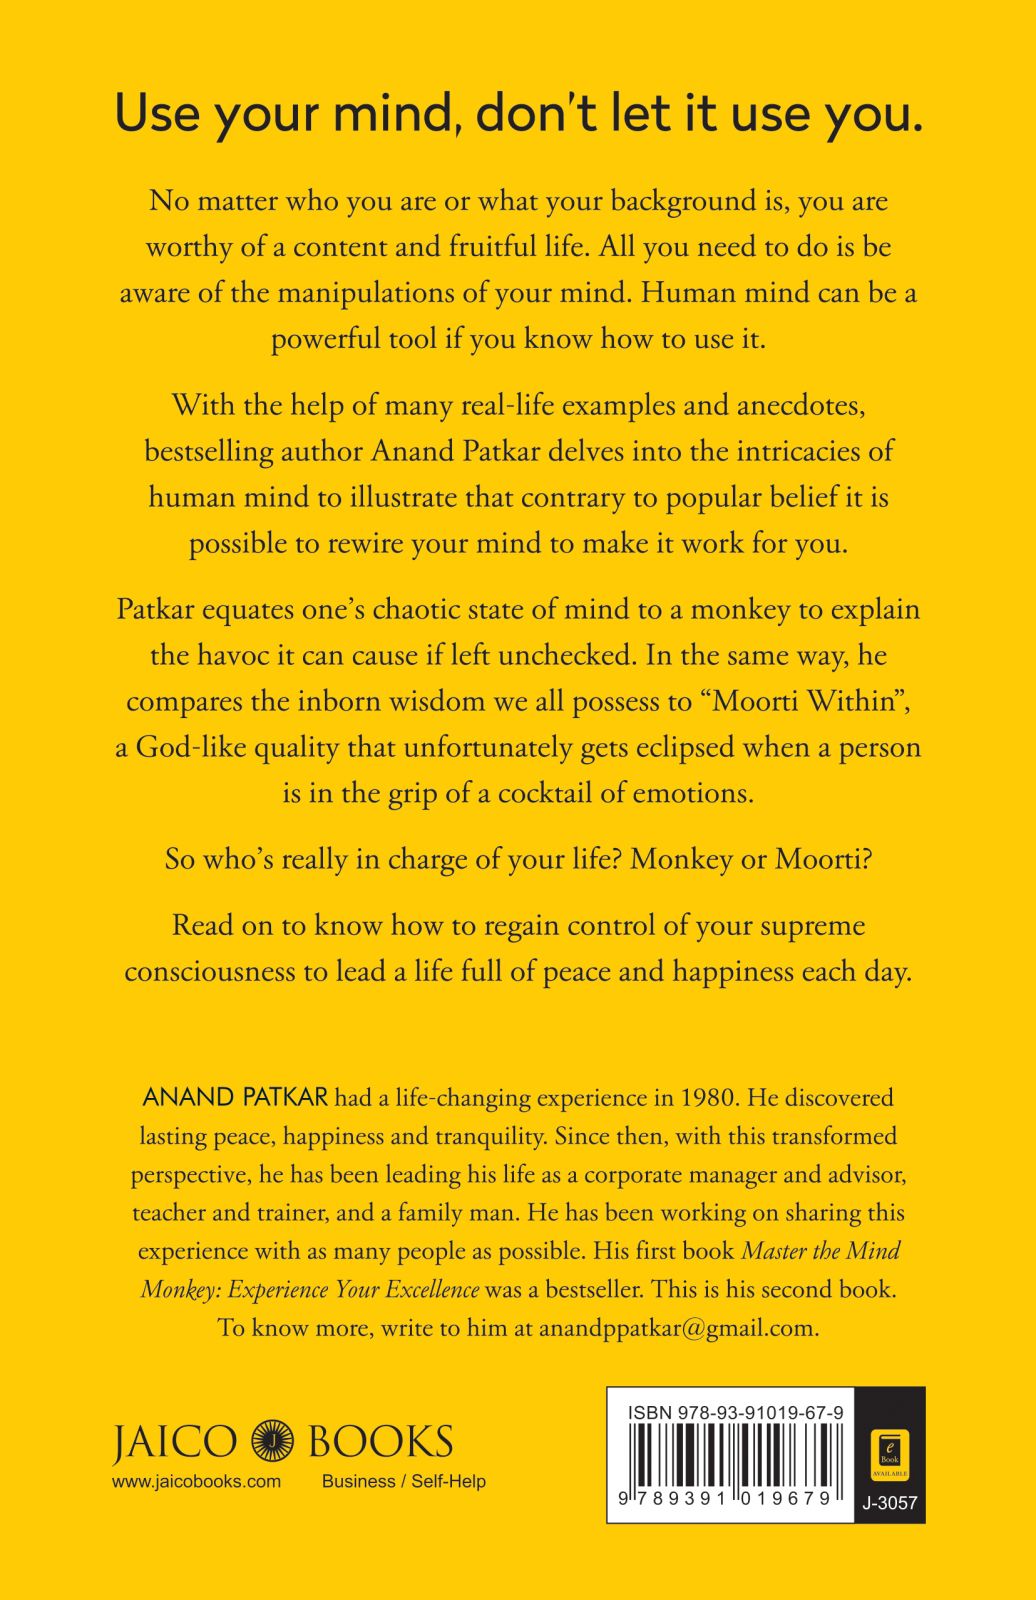 Use your mind, don't let it use you.
No matter who you are or what your background is, you are
worthy of a content and fruitful life. All you need to do is be
aware of the manipulations of your mind. Human mind can be a
powerful tool if you know how to use it.
With the help of many real-life examples and anecdotes,
bestselling author Anand Patkar delves into the intricacies of
human mind to illustrate that contrary to popular belief it is
possible to rewire your mind to make it work for you.
Patkar equates one's chaotic state of mind to a monkey to explain
the havoc it can cause if left unchecked. In the same way, he
compares the inborn wisdom we all possess to “Moorti Within”,
a God-like quality that unfortunately gets eclipsed when a person
is in the grip of a cocktail of emotions.
So who's really in charge of your life? Monkey or Moorti?
Read on to know how to regain control of your supreme
consciousness to lead a life full of peace and happiness each day.
ANAND PATKAR had a life-changing experience in 1980. He discovered
lasting peace, happiness and tranquility. Since then, with this transformed
perspective, he has been leading his life as a corporate manager and advisor,
teacher and trainer, and a family man. He has been working on sharing this
experience with as many people as possible. His first book Master the Mind
Monkey: Experience Your Excellence was a bestseller. This is his second book.
To know more, write to him at anandppatkar@gmail.com.
JAICO J BOOKS
www.jaicobooks.com Business / Self-Help
ISBN 978-93-91019-67-9
9 789391 019679
e
Book
AVAILABLE
J-3057